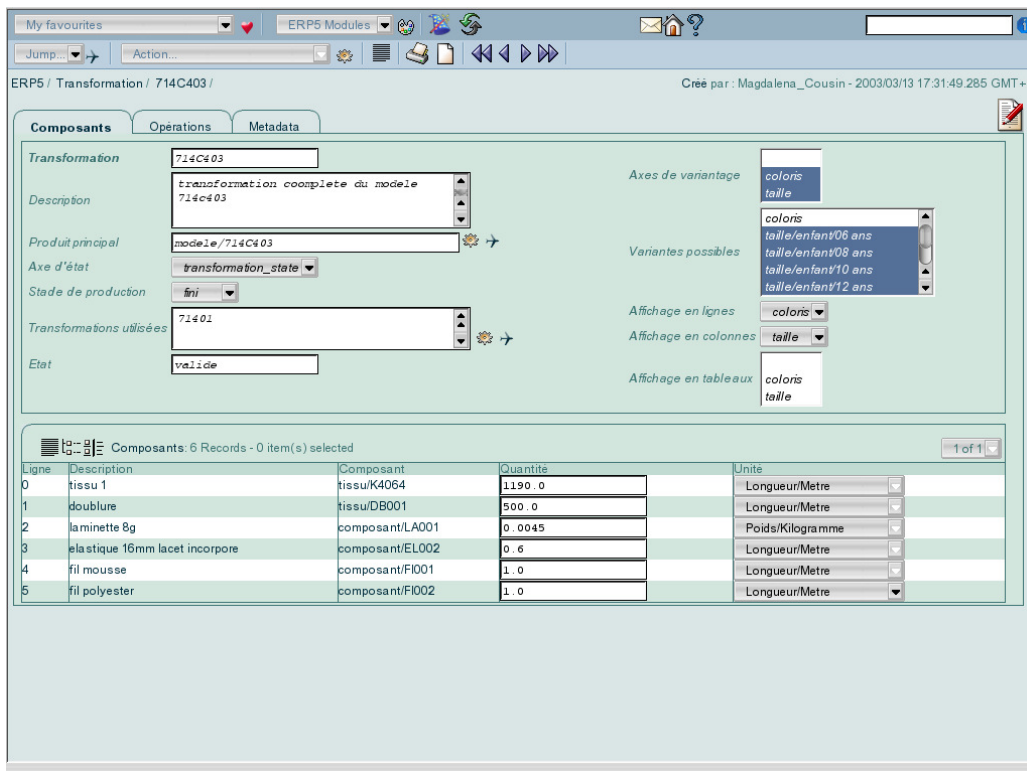 My favourites ERP5 Modules
Jump... Action...
ERP5 / Transformation / 714C403 / Créé par : Magdalena_Cousin - 2003/03/13 17:31:49.285 GMT+
Composants Opérations Metadata
Transformation 714C403
Description transformation coomplete du modele
714c403
Produit principal modele/714C403
Axe d'état transformation_state
Stade de production fini
Transformations utilisées 71401
Etat valide
Axes de variantage coloris
taille
Variantes possibles coloris
taille/enfant/06 ans
taille/enfant/08 ans
taille/enfant/10 ans
taille/enfant/12 ans
Affichage en lignes coloris
Affichage en colonnes taille
Affichage en tableaux coloris
taille
Composants: 6 Records - 0 item(s) selected 1 of 1
Ligne Description Composant Quantité Unité
0 tissu 1 tissu/K4064 1190.0 Longueur/Metre
1 doublure tissu/DB001 500.0 Longueur/Metre
2 laminette 8g composant/LA001 0.0045 Poids/Kilogramme
3 elastique 16mm lacet incorpore composant/EL002 0.6 Longueur/Metre
4 fil mousse composant/FI001 1.0 Longueur/Metre
5 fil polyester composant/FI002 1.0 Longueur/Metre